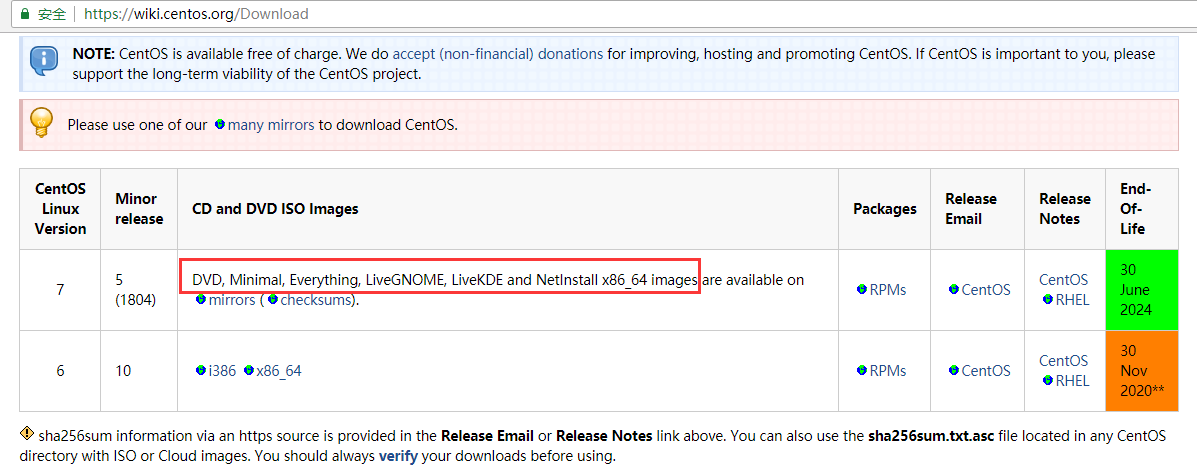 安全 https://wiki.centos.org/Download
NOTE: CentOS is available free of charge. We do accept (non-financial) donations for improving, hosting and promoting CentOS. If CentOS is important to you, please
support the long-term viability of the CentOS project.
Please use one of our many mirrors to download CentOS.
CentOS Linux Version
Minor release
CD and DVD ISO Images
Packages
Release Email
Release Notes
End-Of-Life
7
5 (1804)
DVD, Minimal, Everything, LiveGNOME, LiveKDE and NetInstall x86_64 images are available on
mirrors ( checksums).
RPMs
CentOS
CentOS
RHEL
30 June 2024
6
10
i386 x86_64
RPMs
CentOS
CentOS
RHEL
30 Nov 2020**
sha256sum information via an https source is provided in the Release Email or Release Notes link above. You can also use the sha256sum.txt.asc file located in any CentOS
directory with ISO or Cloud images. You should always verify your downloads before using.